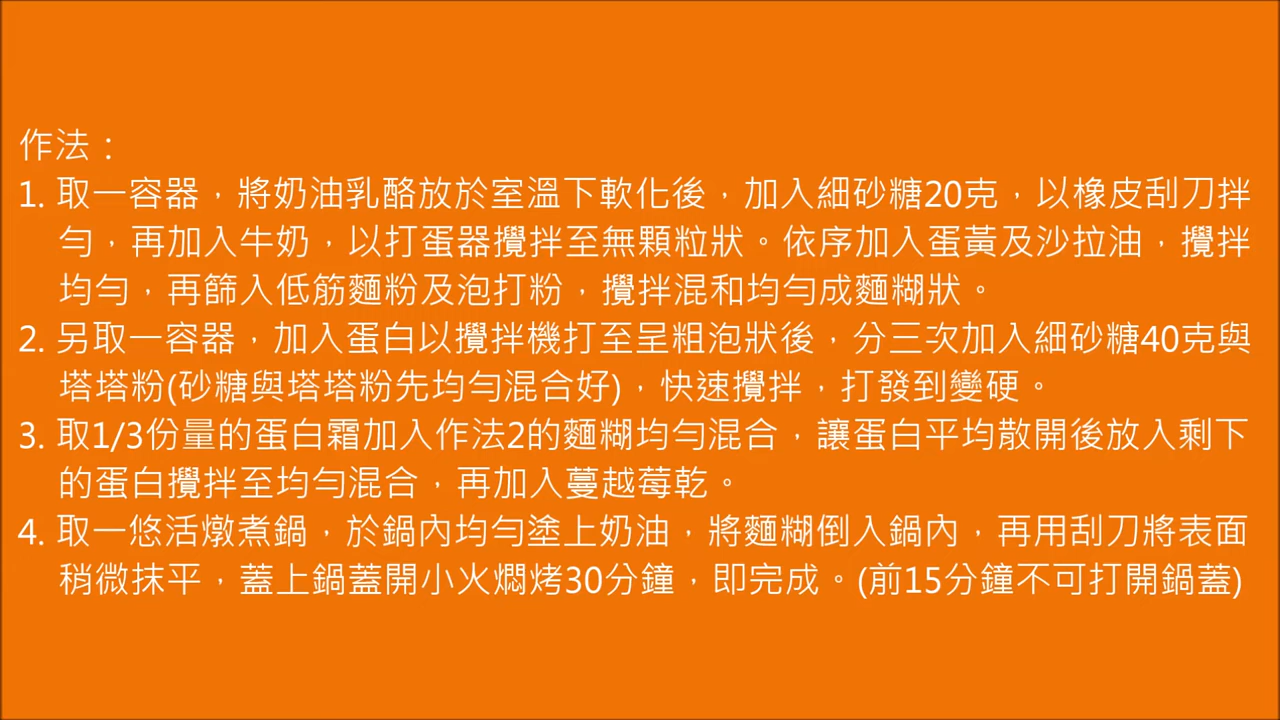 作法：
1. 取一容器，將奶油乳酪放於室溫下軟化後，加入細砂糖20克，以橡皮刮刀拌
勻，再加入牛奶，以打蛋器攪拌至無顆粒狀。依序加入蛋黃及沙拉油，攪拌
均勻，再篩入低筋麵粉及泡打粉，攪拌混和均勻成麵糊狀。
2. 另取一容器，加入蛋白以攪拌機打至呈粗泡狀後，分三次加入細砂糖40克與
塔塔粉(砂糖與塔塔粉先均勻混合好)，快速攪拌，打發到變硬。
3. 取1/3份量的蛋白霜加入作法2的麵糊均勻混合，讓蛋白平均散開後放入剩下
的蛋白攪拌至均勻混合，再加入蔓越莓乾。
4. 取一悠活燉煮鍋，於鍋內均勻塗上奶油，將麵糊倒入鍋內，再用刮刀將表面
稍微抹平，蓋上鍋蓋開小火燜烤30分鐘，即完成。(前15分鐘不可打開鍋蓋)